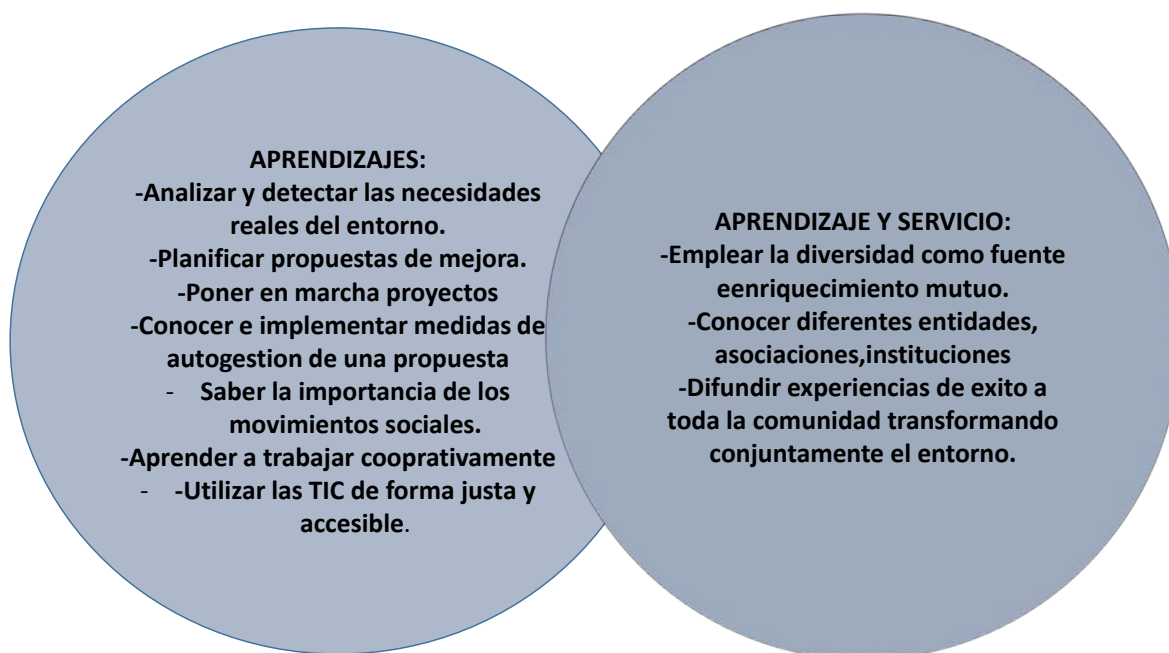 APRENDIZAJES:
-Analizar y detectar las necesidades
reales del entorno.
-Planificar propuestas de mejora.
-Poner en marcha proyectos
-Conocer e implementar medidas de
autogestion de una propuesta
- Saber la importancia de los
movimientos sociales.
-Aprender a trabajar cooprativamente
- -Utilizar las TIC de forma justa y
accesible.
APRENDIZAJE Y SERVICIO:
-Emplear la diversidad como fuente
eenriquecimiento mutuo.
-Conocer diferentes entidades,
asociaciones,instituciones
-Difundir experiencias de exito a
toda la comunidad transformando
conjuntamente el entorno.